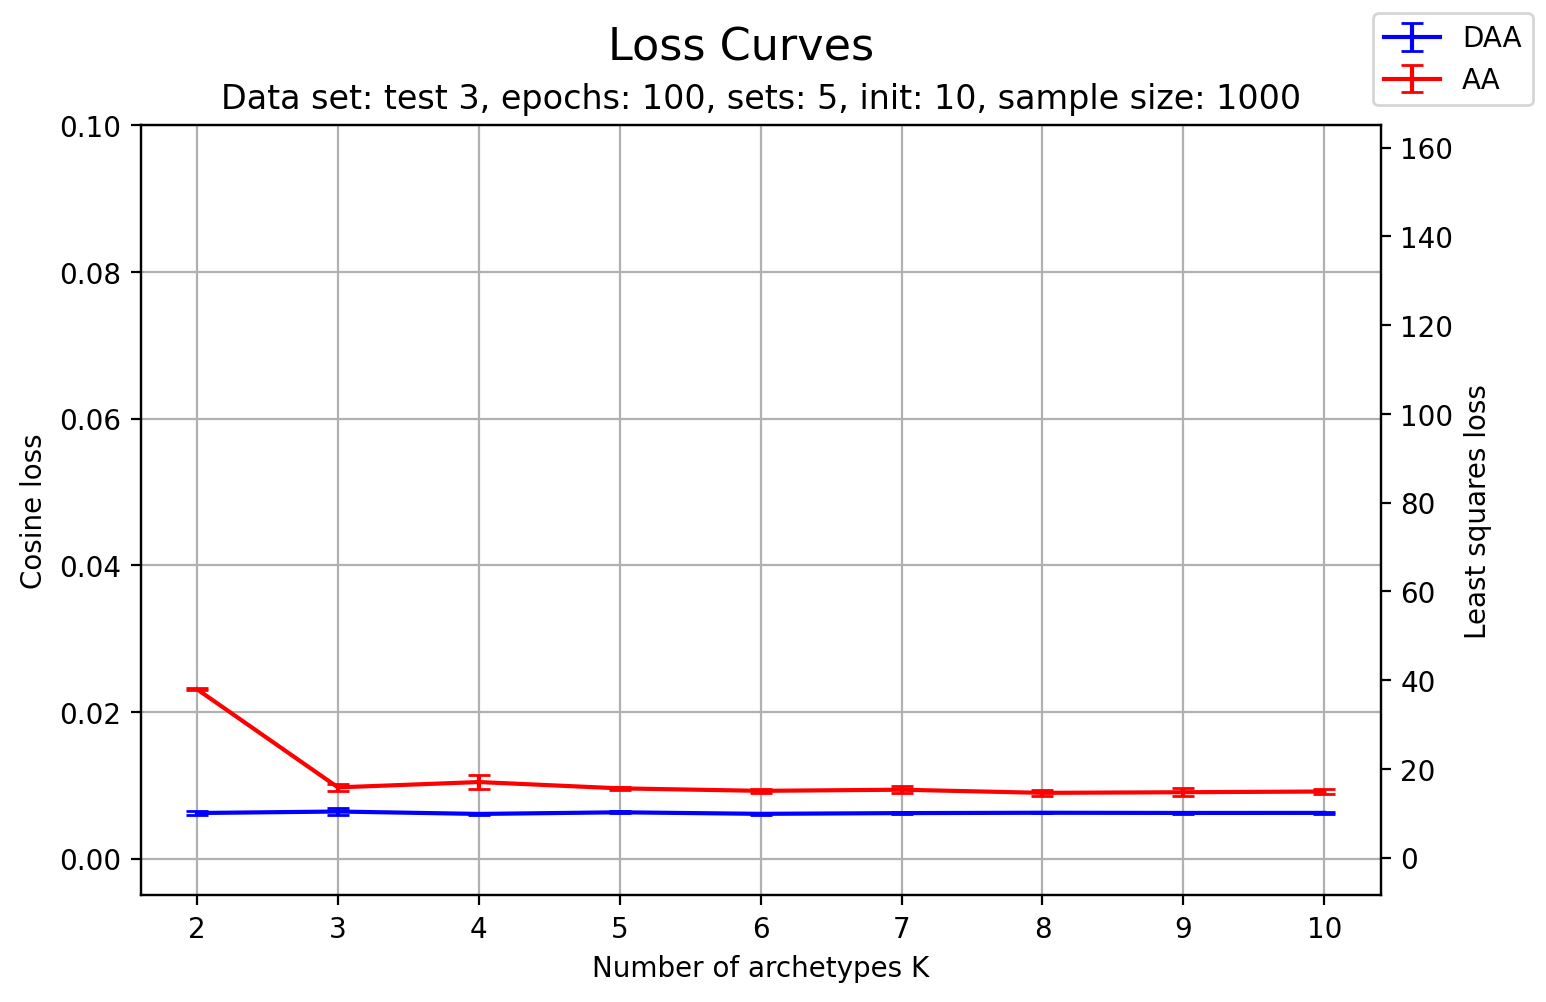 Loss Curves
Data set: test 3, epochs: 100, sets: 5, init: 10, sample size: 1000
DAA
AA
Cosine loss
0.10
0.08
0.06
0.04
0.02
0.00
160
140
120
100
80
60
40
20
0
Least squares loss
2 3 4 5 6 7 8 9 10
Number of archetypes K